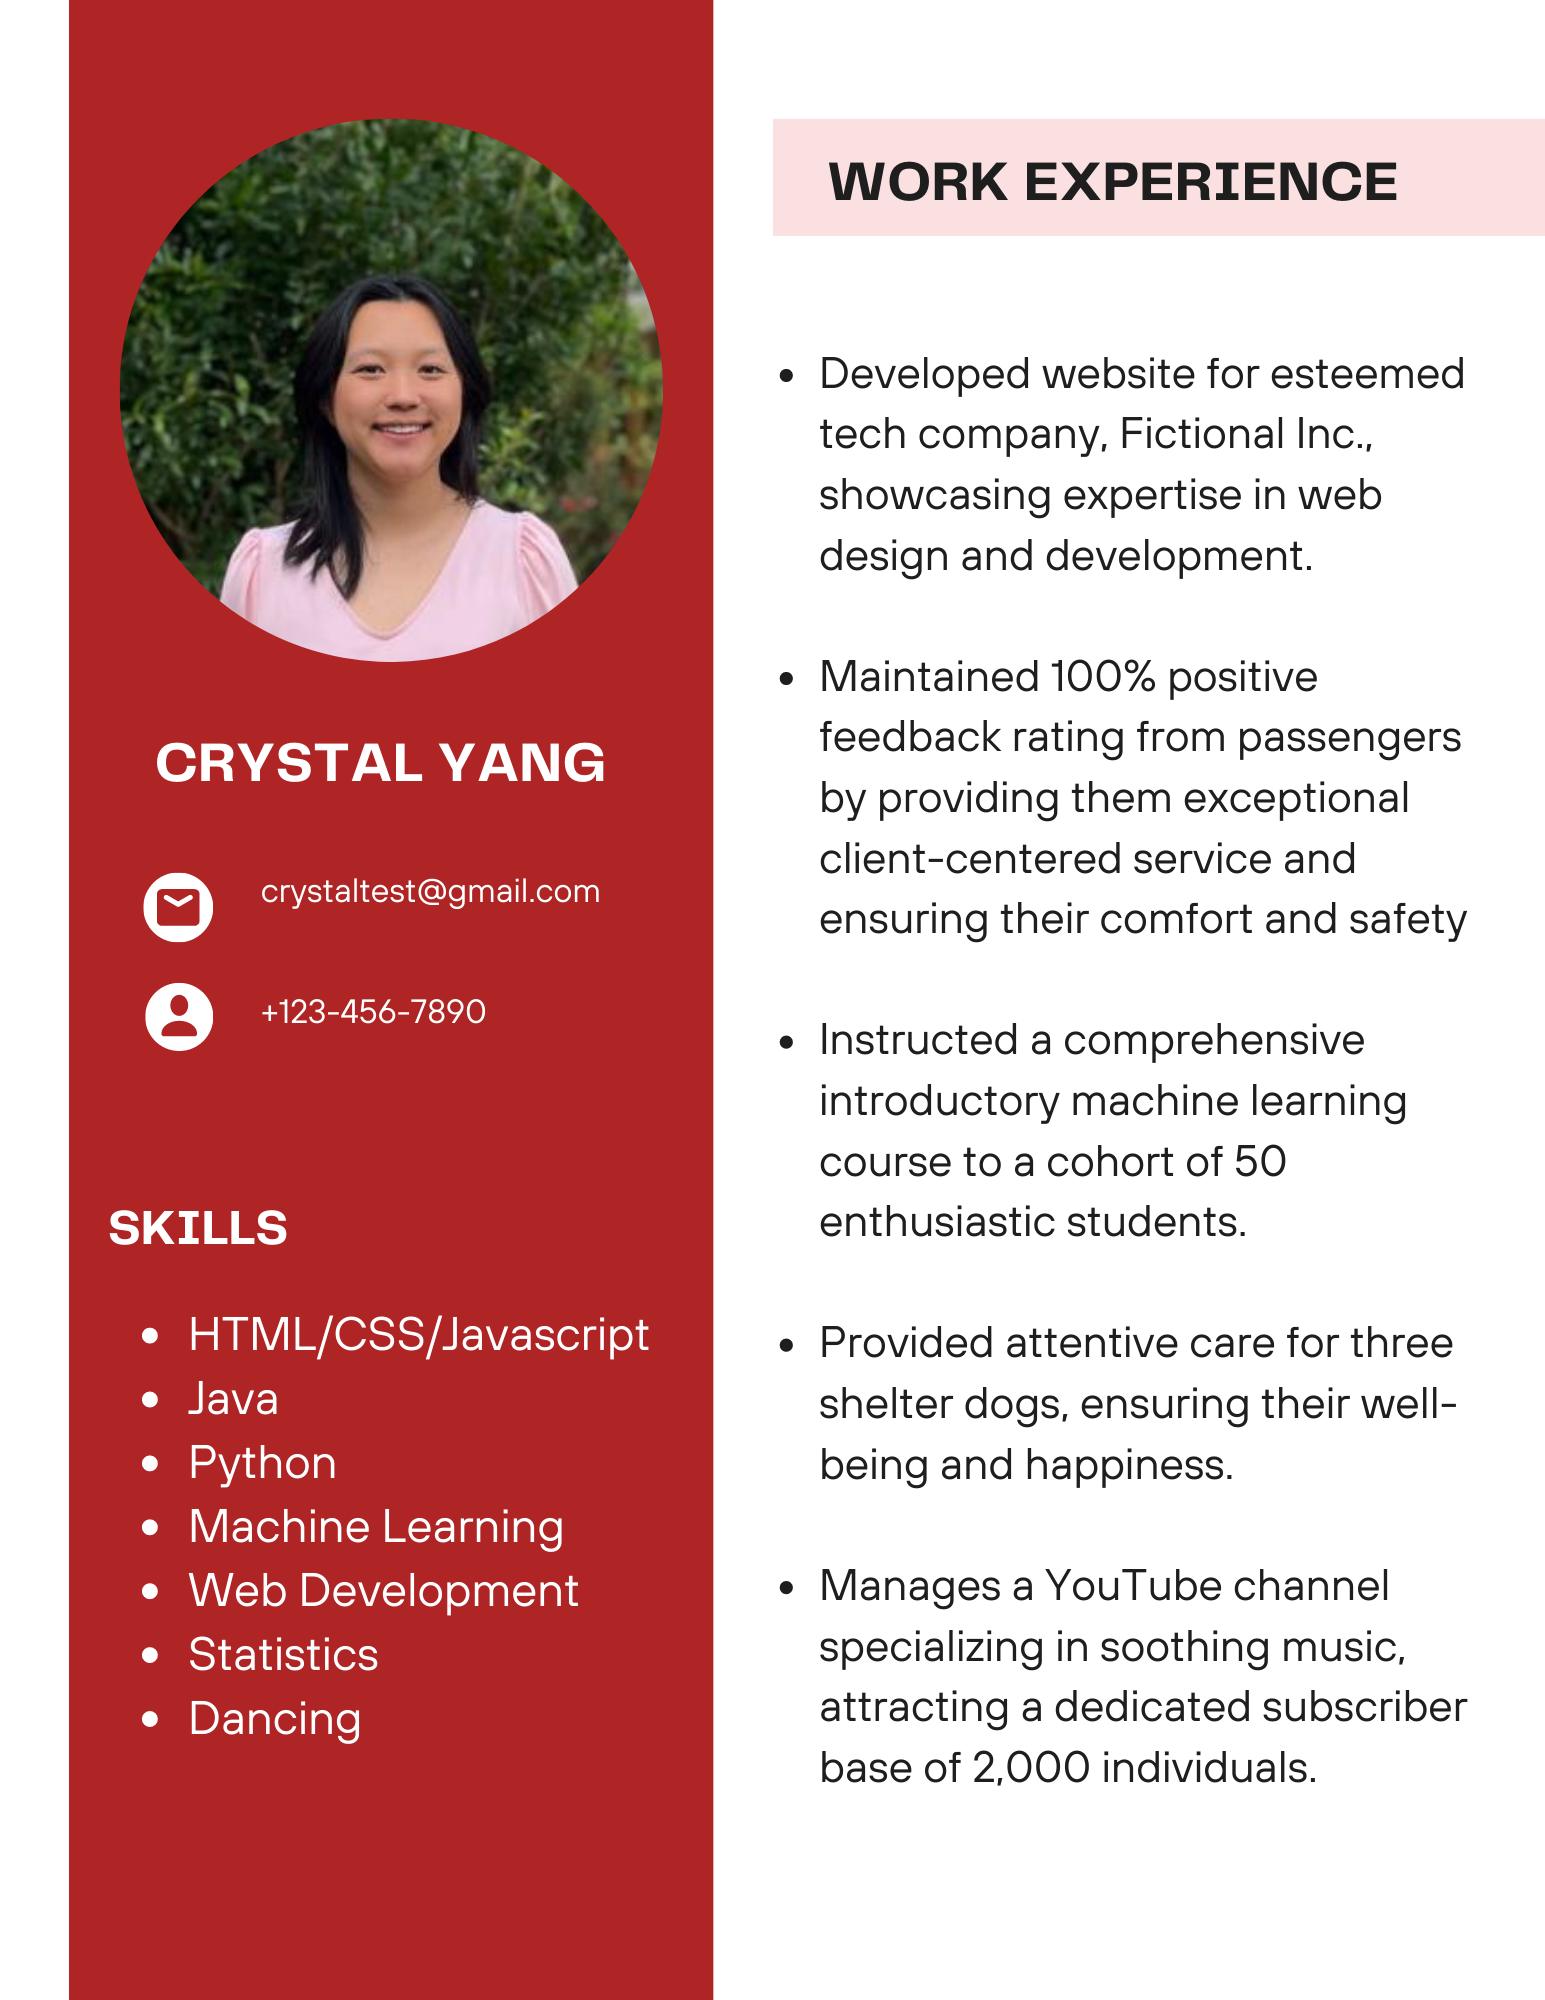 CRYSTAL YANG
crystaltest@gmail.com
+123-456-7890
SKILLS
HTML/CSS/Javascript
Java
Python
Machine Learning
Web Development
Statistics
Dancing
WORK EXPERIENCE
Developed website for esteemed
tech company, Fictional Inc.,
showcasing expertise in web
design and development.
Maintained 100% positive
feedback rating from passengers
by providing them exceptional
client-centered service and
ensuring their comfort and safety
Instructed a comprehensive
introductory machine learning
course to a cohort of 50
enthusiastic students.
Provided attentive care for three
shelter dogs, ensuring their well-
being and happiness.
Manages a YouTube channel
specializing in soothing music,
attracting a dedicated subscriber
base of 2,000 individuals.